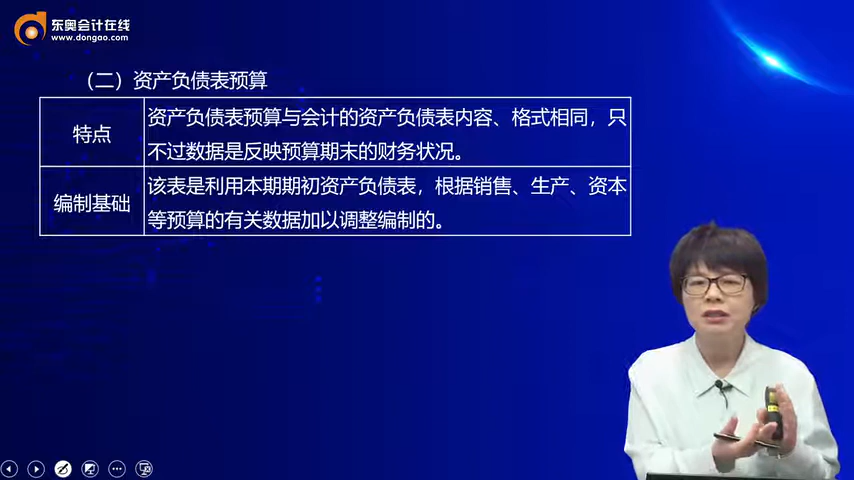 东奥会计在线
www.dongao.com
（二）资产负债表预算
特点
资产负债表预算与会计的资产负债表内容、格式相同，只
不过数据是反映预算期末的财务状况。
编制基础
该表是利用本期期初资产负债表，根据销售、生产、资本
等预算的有关数据加以调整编制的。